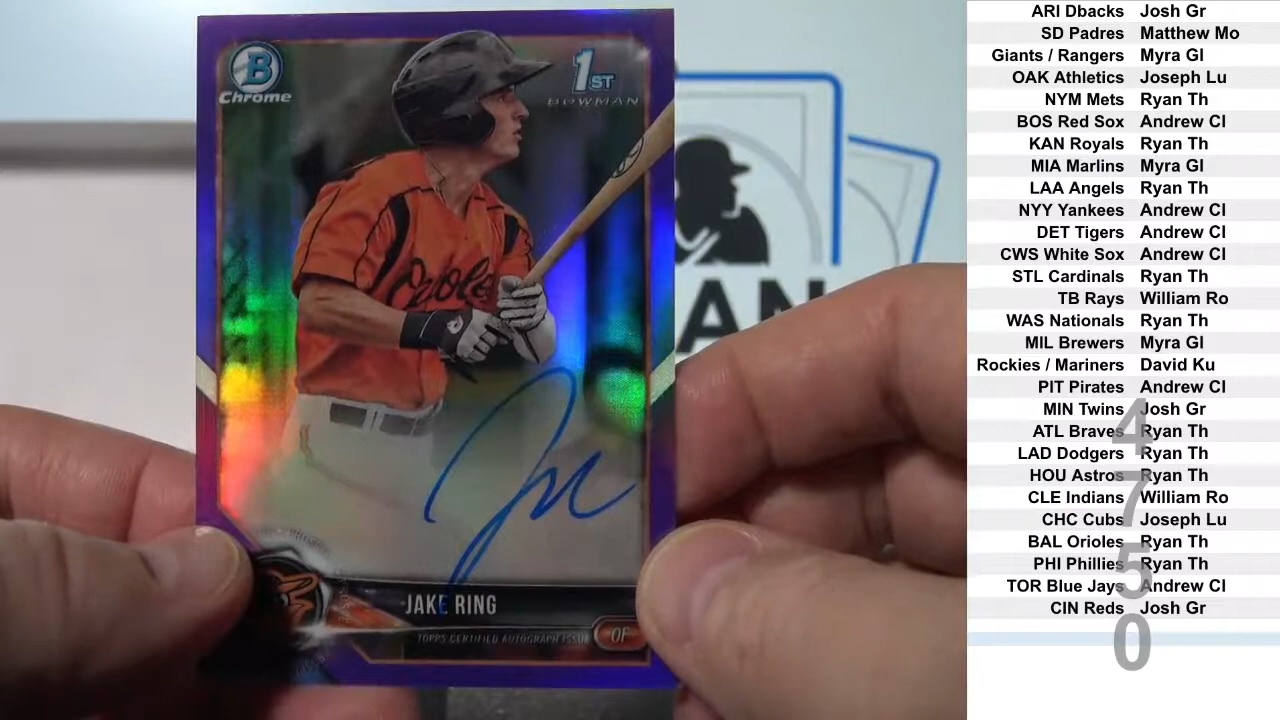 B
Chrome
1ST
BOWMAN
Orioles
AN
JAKE RING
TOPPS CERTIFIED AUTOGRAPH ISSUE
OF
ARI Dbacks Josh Gr
SD Padres Matthew Mo
Giants / Rangers Myra Gl
OAK Athletics Joseph Lu
NYM Mets Ryan Th
BOS Red Sox Andrew Cl
KAN Royals Ryan Th
MIA Marlins Myra Gl
LAA Angels Ryan Th
NYY Yankees Andrew Cl
DET Tigers Andrew Cl
CWS White Sox Andrew Cl
STL Cardinals Ryan Th
TB Rays William Ro
WAS Nationals Ryan Th
MIL Brewers Myra Gl
Rockies / Mariners David Ku
PIT Pirates Andrew Cl
MIN Twins Josh Gr
ATL Braves Ryan Th
LAD Dodgers Ryan Th
HOU Astros Ryan Th
CLE Indians William Ro
CHC Cubs Joseph Lu
BAL Orioles Ryan Th
PHI Phillies Ryan Th
TOR Blue Jays Andrew Cl
CIN Reds Josh Gr
4750